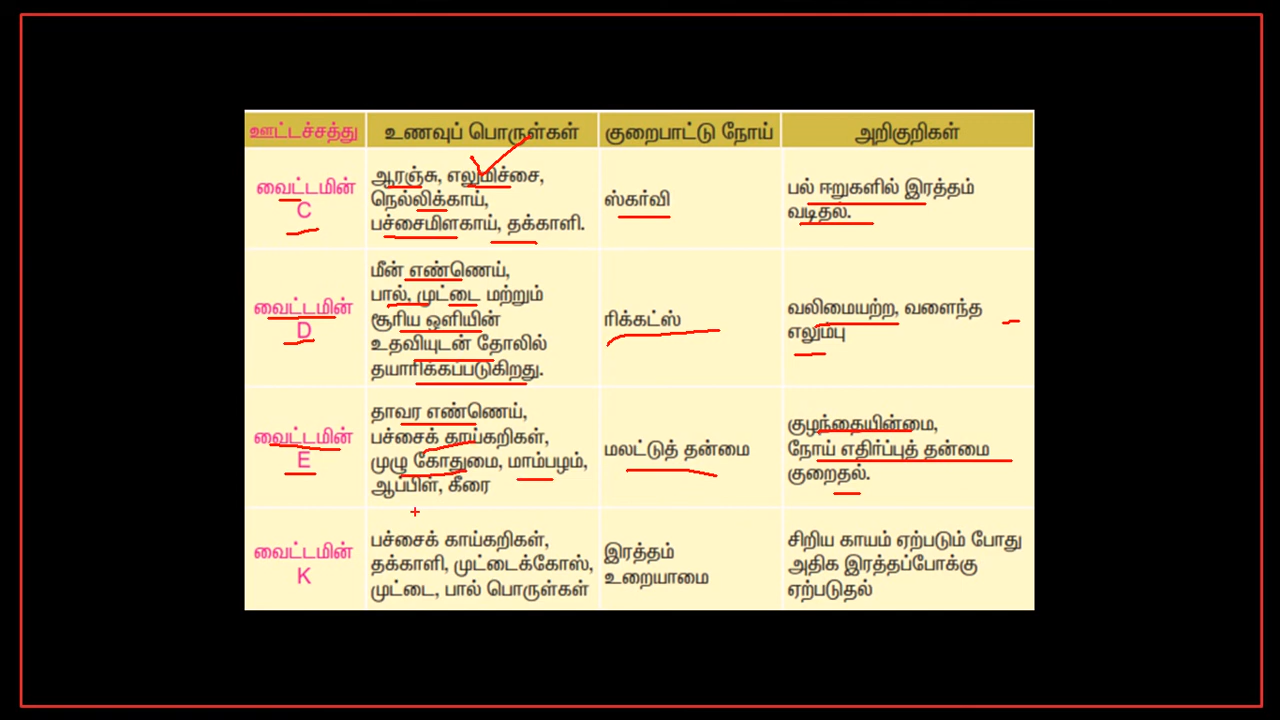 ஊட்டச்சத்து உணவுப் பொருள்கள் குறைபாட்டு நோய் அறிகுறிகள்
வைட்டமின்
C
ஆரஞ்சு, எலுமிச்சை,
நெல்லிக்காய்,
பச்சைமிளகாய், தக்காளி.
ஸ்கர்வி
பல் ஈறுகளில் இரத்தம்
வடிதல்.
வைட்டமின்
D
மீன் எண்ணெய்,
பால், முட்டை மற்றும்
சூரிய ஒளியின்
உதவியுடன் தோலில்
தயாரிக்கப்படுகிறது.
ரிக்கட்ஸ்
வலிமையற்ற, வளைந்த
எலும்பு
வைட்டமின்
E
தாவர எண்ணெய்,
பச்சைக் காய்கறிகள்,
முழு கோதுமை, மாம்பழம்,
ஆப்பிள், கீரை
மலட்டுத் தன்மை
குழந்தையின்மை,
நோய் எதிர்ப்புத் தன்மை
குறைதல்.
வைட்டமின்
K
பச்சைக் காய்கறிகள்,
தக்காளி, முட்டைக்கோஸ்,
முட்டை, பால் பொருள்கள்
இரத்தம்
உறையாமை
சிறிய காயம் ஏற்படும் போது
அதிக இரத்தப்போக்கு
ஏற்படுதல்